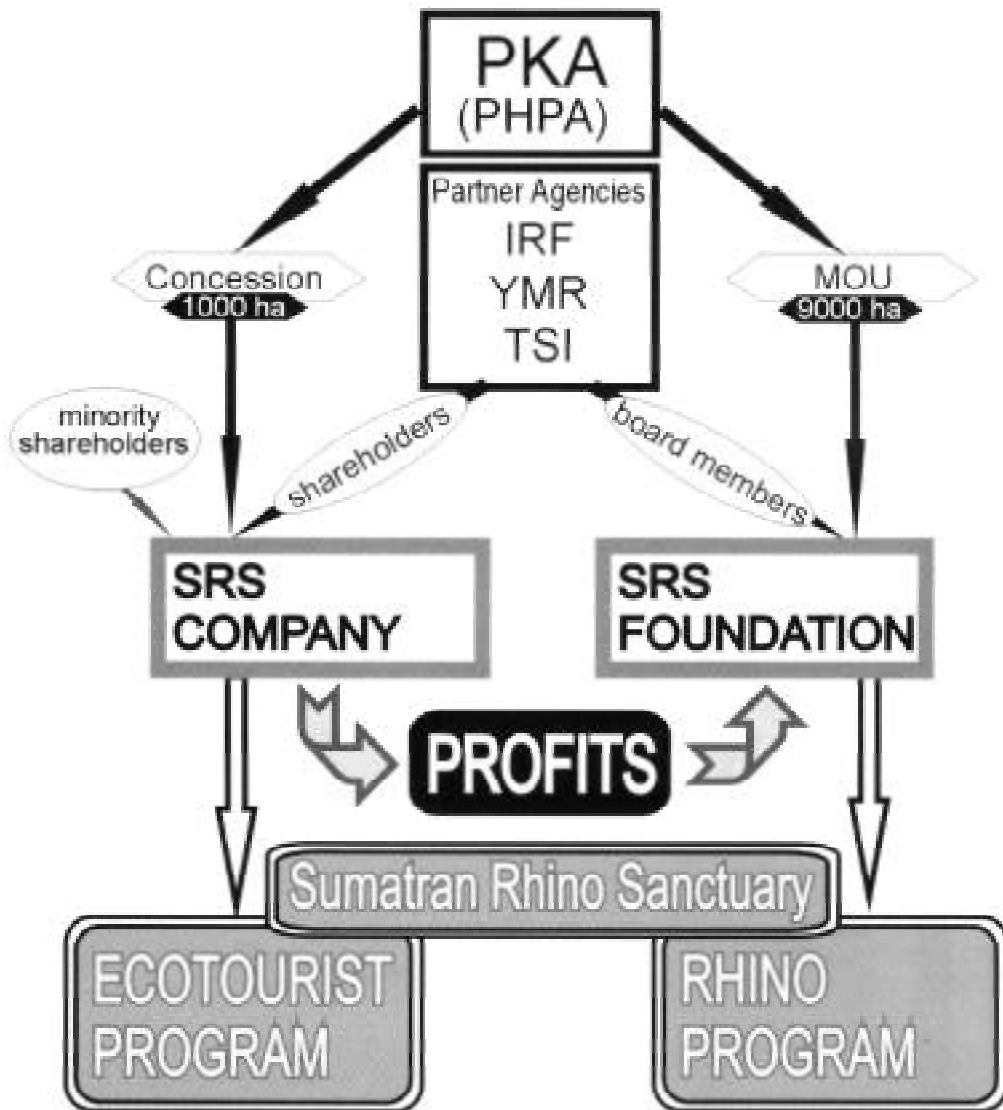 PKA
(PHPA)
Partner Agencies
IRF
YMR
TSI
Concession
1000 ha
MOU
9000 ha
minority
shareholders
shareholders
board members
SRS
COMPANY
SRS
FOUNDATION
PROFITS
Sumatran Rhino Sanctuary
ECOTOURIST
PROGRAM
RHINO
PROGRAM